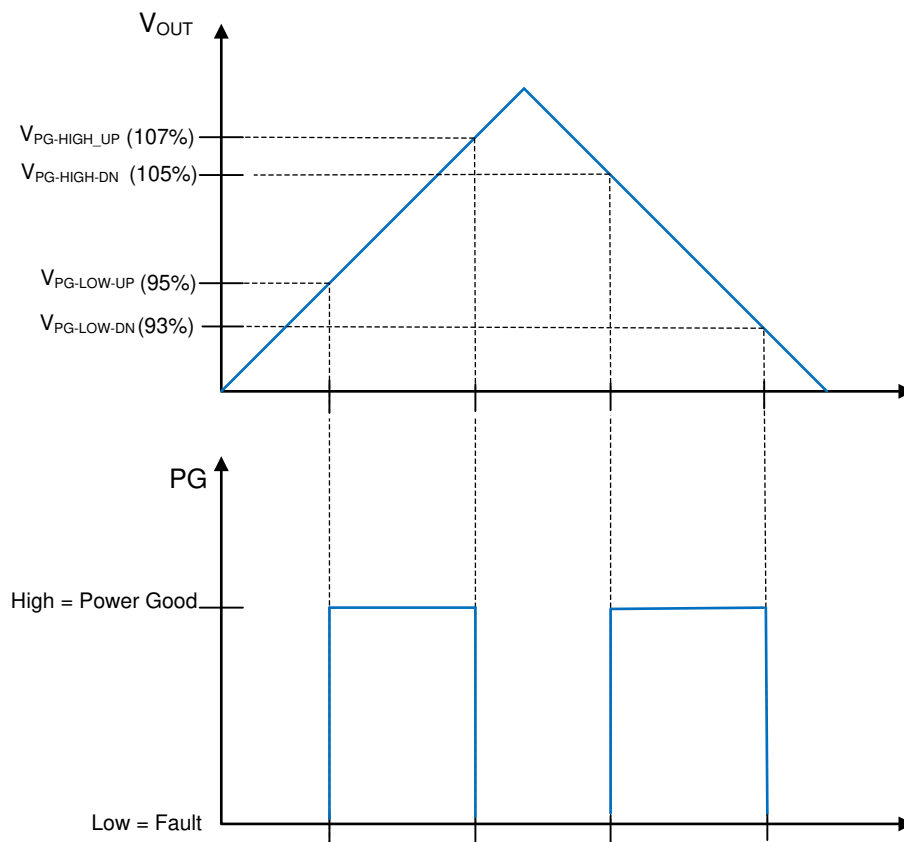 VOUT
VPG-HIGH_UP (107%)
VPG-HIGH-DN (105%)
VPG-LOW-UP (95%)
VPG-LOW-DN (93%)
PG
High = Power Good
Low = Fault